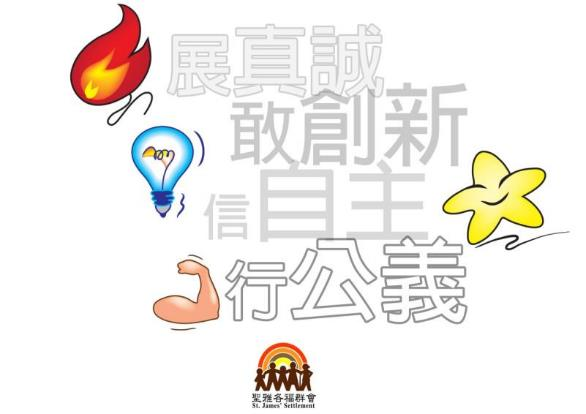 展真誠
敢創新
信自主
行公義
聖雅各福群會
St. James' Settlement